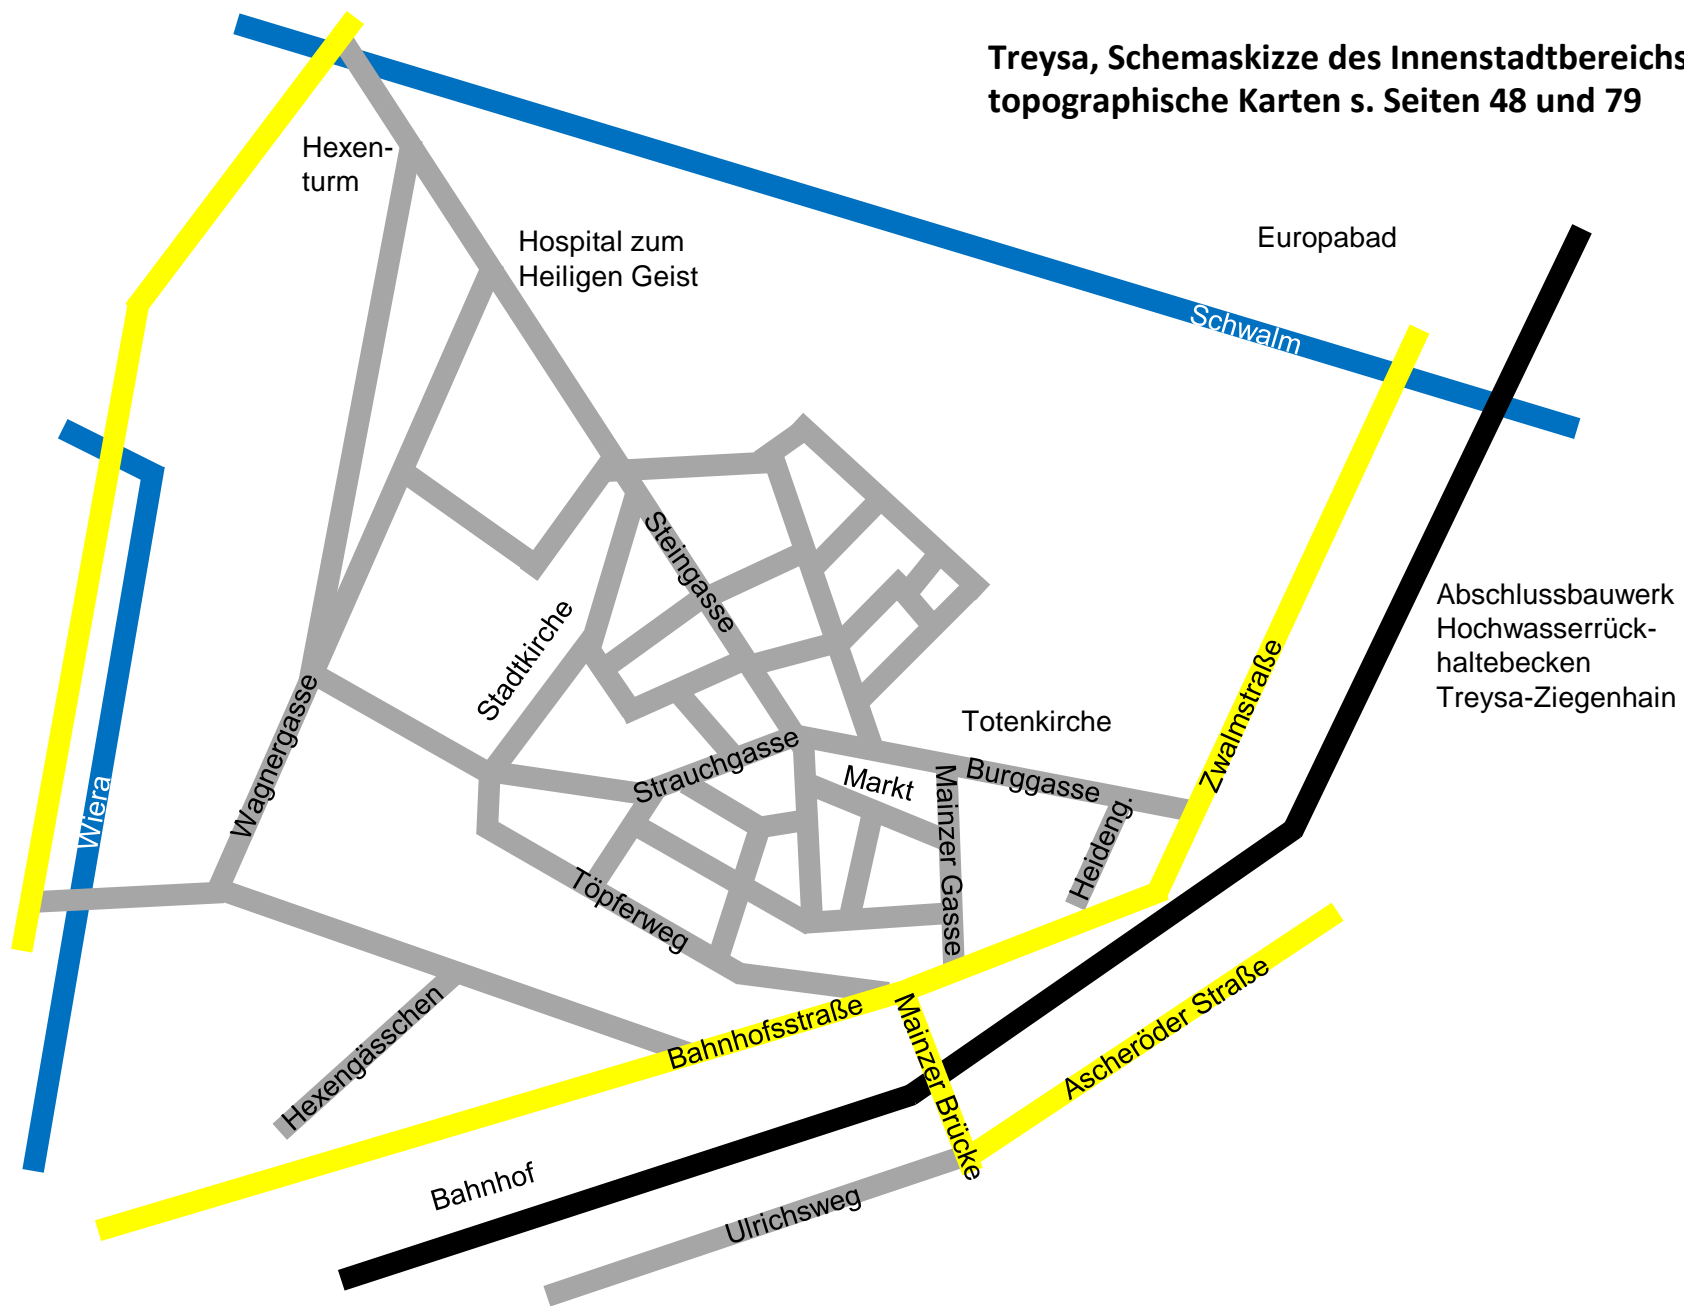 Treysa, Schemaskizze des Innenstadtbereichs
topographische Karten s. Seiten 48 und 79
Hexen-
turm
Hospital zum
Heiligen Geist
Europabad
Schwalm
Steingasse
Abschlussbauwerk
Hochwasserrück-
haltebecken
Treysa-Ziegenhain
Stadtkirche
Zwalmstraße
Wagnergasse
Totenkirche
Strauchgasse
Markt
Burggasse
Wiera
Mainzer Gasse
Heideng.
Töpferweg
Hexengässchen
Bahnhofsstraße
Mainzer Brücke
Ascheröder Straße
Bahnhof
Ulrichsweg